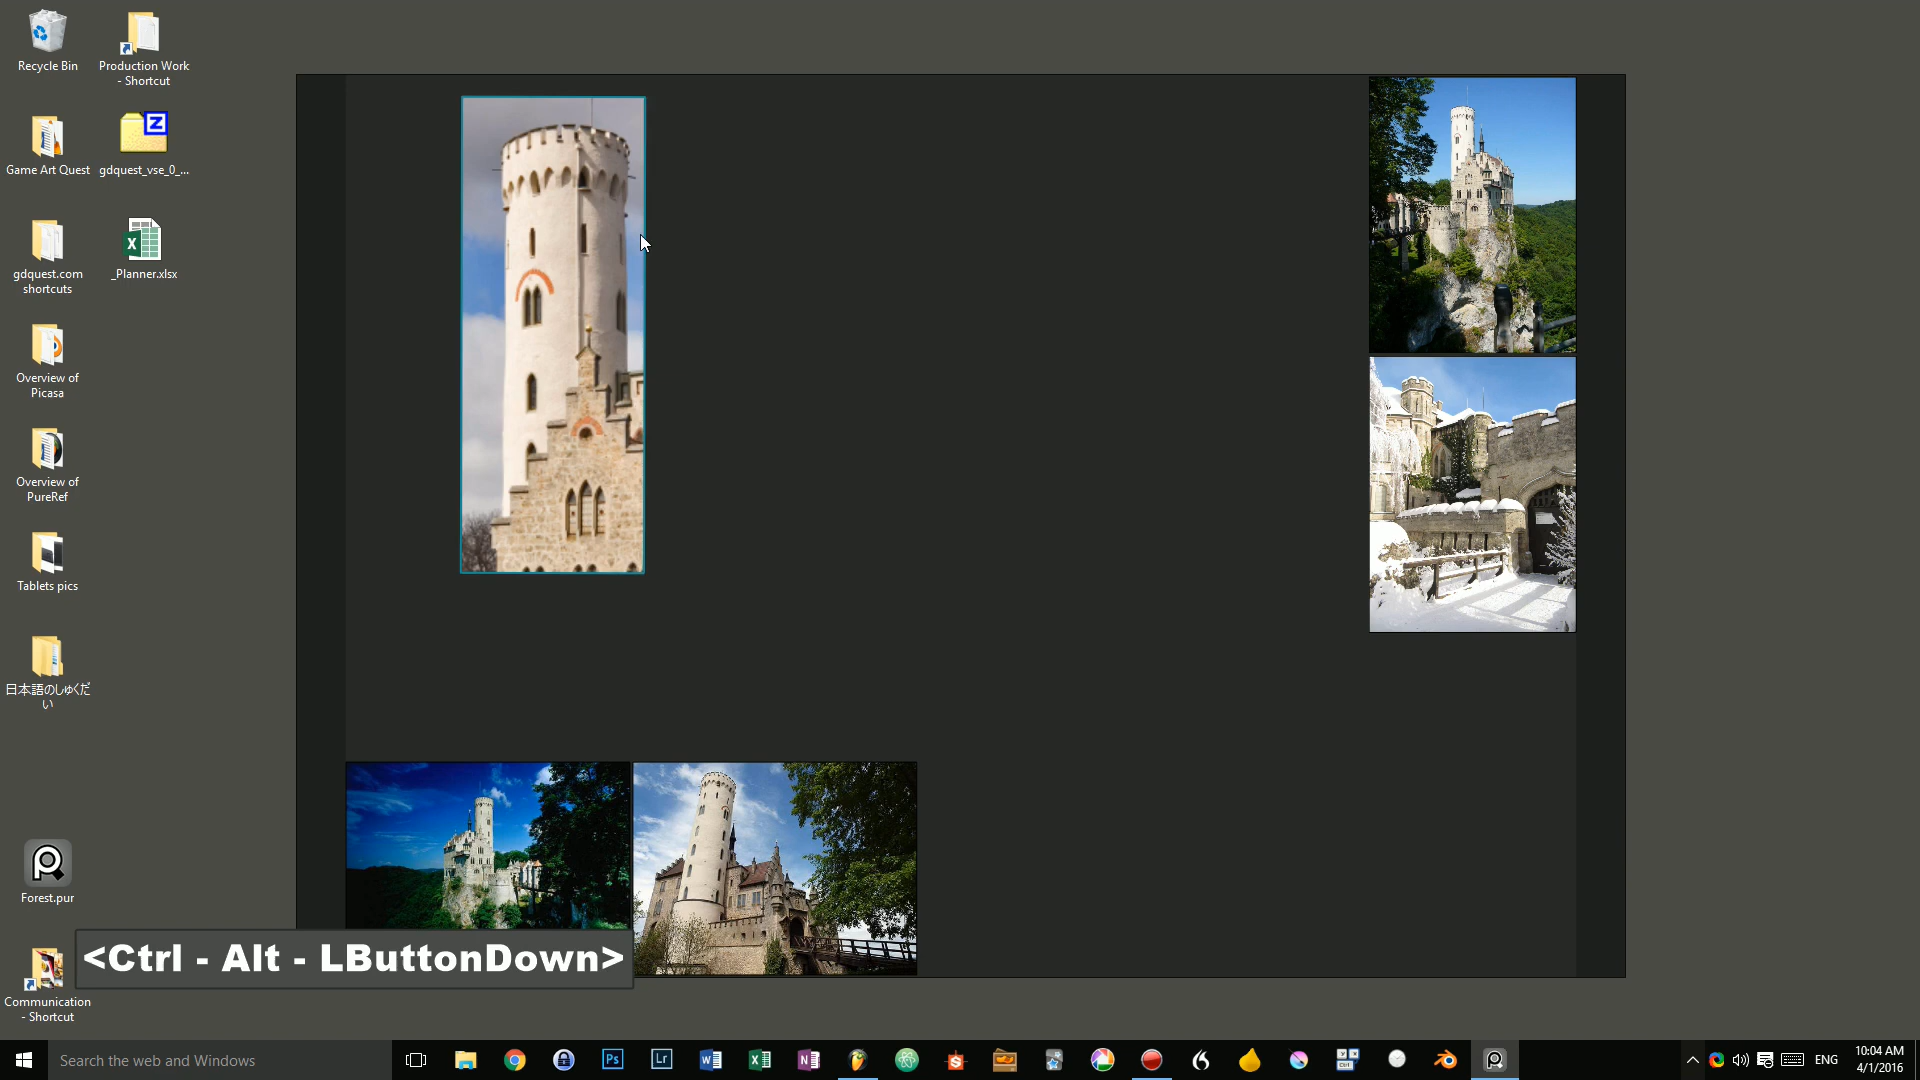 Recycle Bin
Production Work
- Shortcut
Game Art Quest
gdquest_vse_0_...
gdquest.com
shortcuts
_Planner.xlsx
Overview of
Picasa
Overview of
PureRef
Tablets pics
日本語のしゅくだ
い
Forest.pur
<Ctrl - Alt - LButtonDown>
Communication
- Shortcut
Search the web and Windows
ENG
10:04 AM
4/1/2016